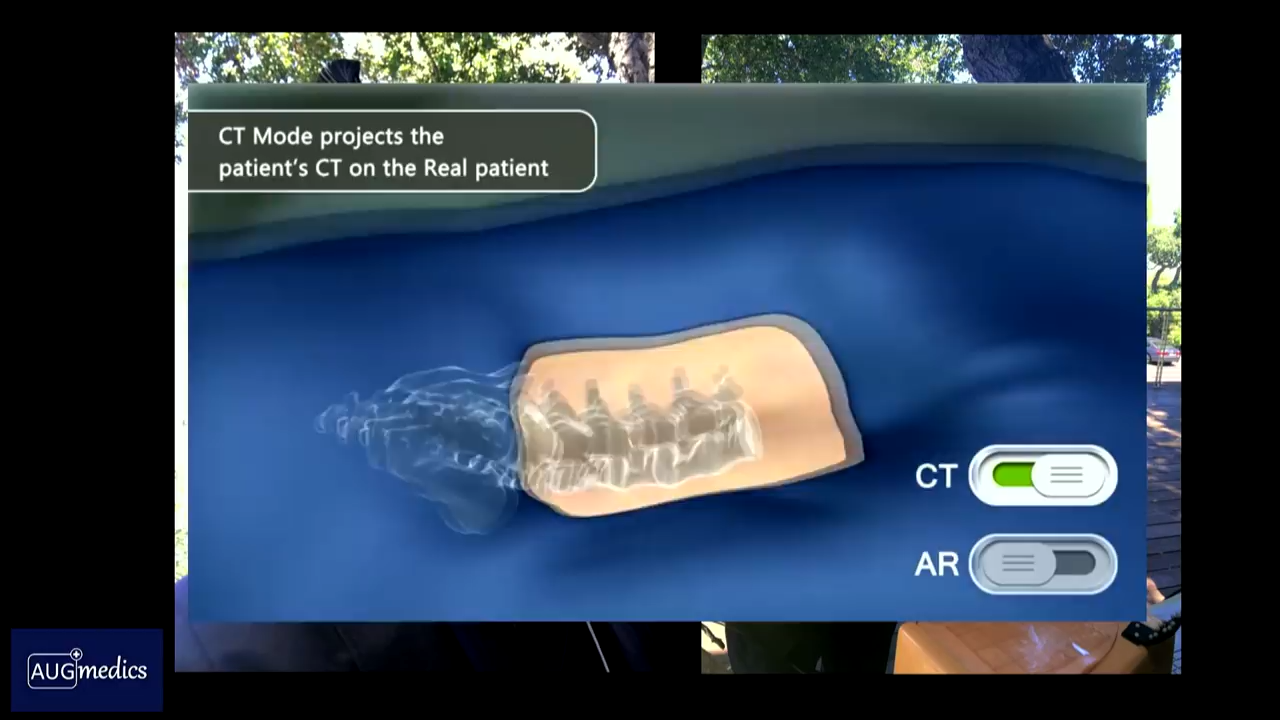 CT Mode projects the
patient's CT on the Real patient
CT
AR
AUGmedics